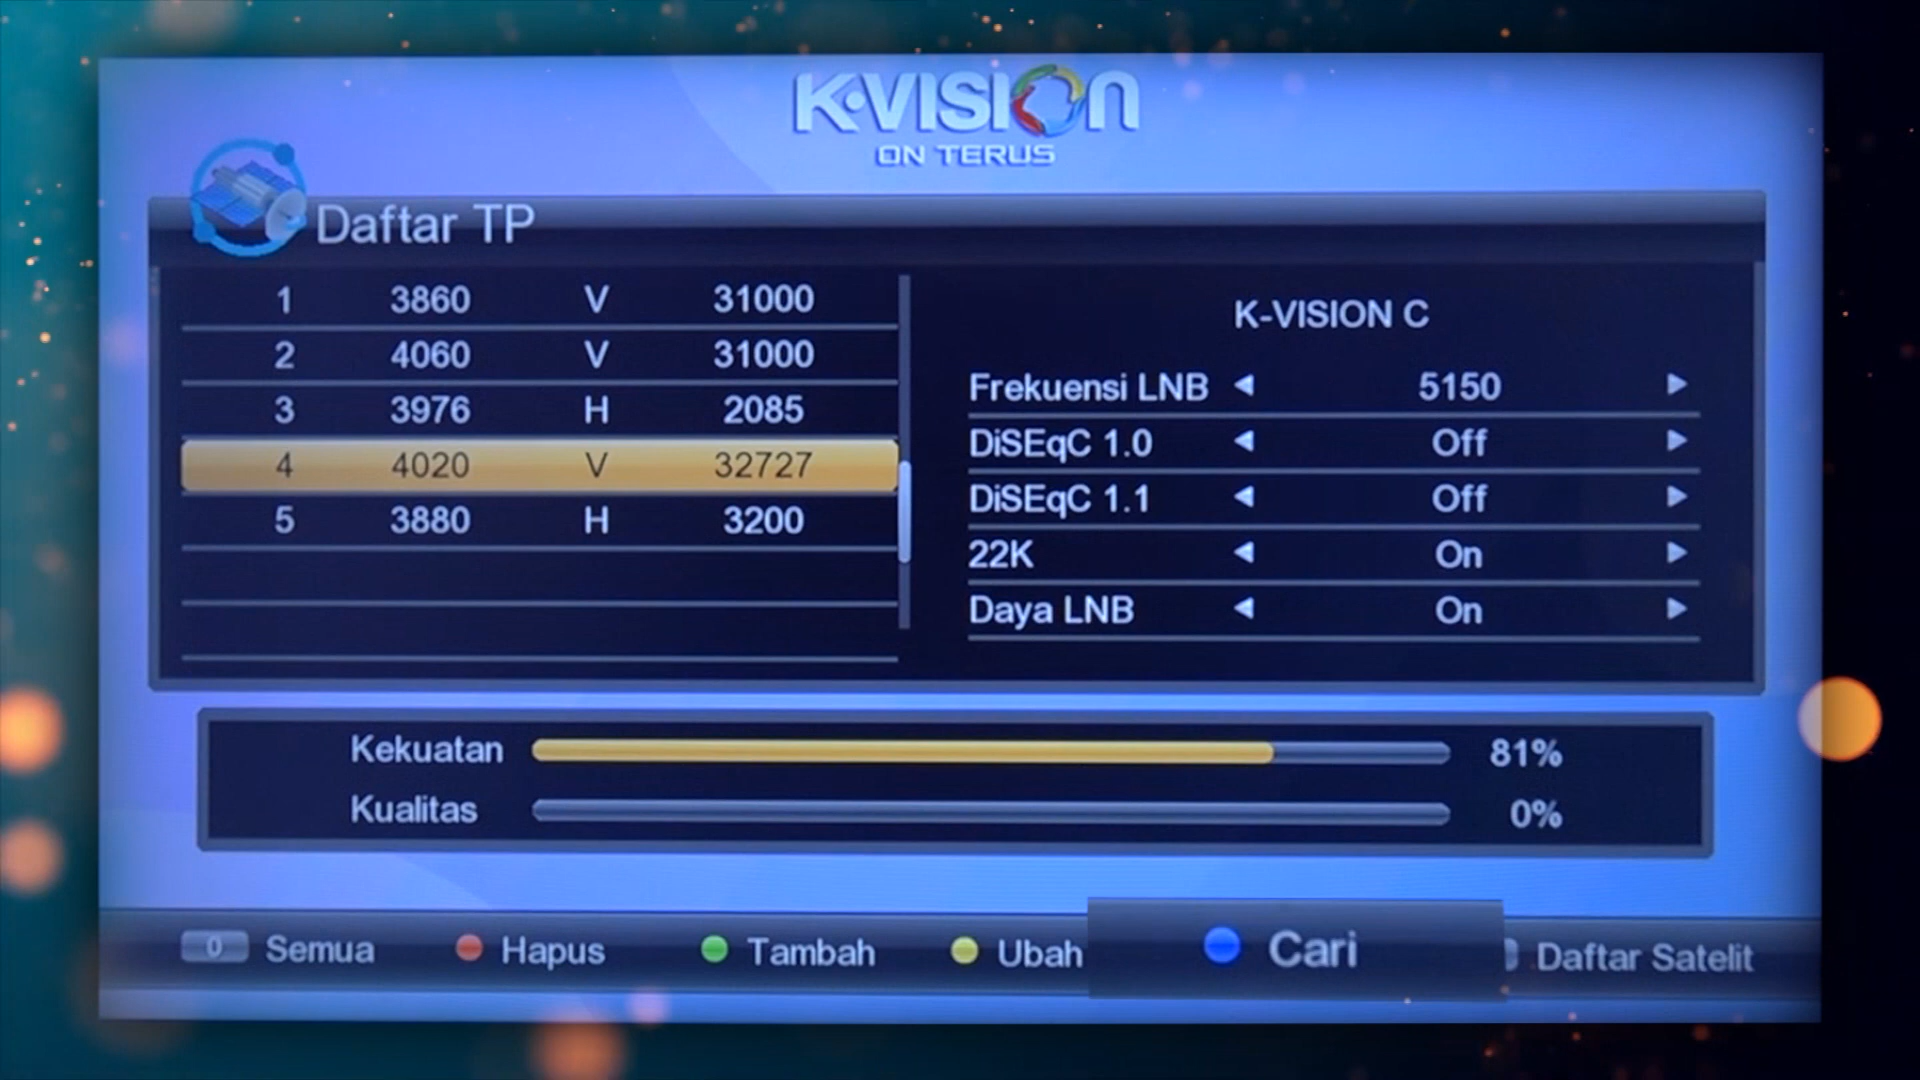 K-VISION
ON TERUS
Daftar TP
1 3860 V 31000
2 4060 V 31000
3 3976 H 2085
4 4020 V 32727
5 3880 H 3200
K-VISION C
Frekuensi LNB 5150
DiSEqC 1.0 Off
DiSEqC 1.1 Off
22K On
Daya LNB On
Kekuatan 81%
Kualitas 0%
0 Semua Hapus Tambah Ubah Cari Daftar Satelit